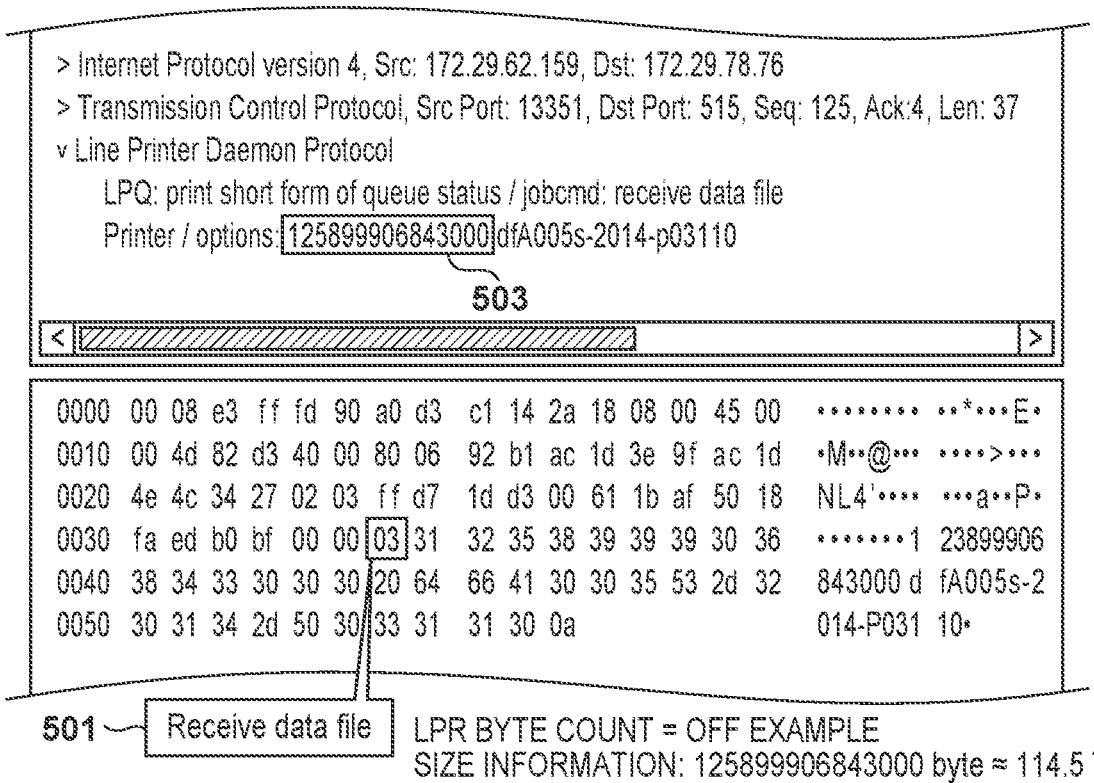 > Internet Protocol version 4, Src: 172.29.62.159, Dst: 172.29.78.76
> Transmission Control Protocol, Src Port: 13351, Dst Port: 515, Seq: 125, Ack:4, Len: 37
v Line Printer Daemon Protocol
LPQ: print short form of queue status / jobcmd: receive data file
Printer / options: 125899906843000 dfA005s-2014-p03110
503
< >
0000 00 08 e3 ff fd 90 a0 d3 c1 14 2a 18 08 00 45 00 •••••••• ••*•••E•
0010 00 4d 82 d3 40 00 80 06 92 b1 ac 1d 3e 9f ac 1d •M••@••• ••••>•••
0020 4e 4c 34 27 02 03 ff d7 1d d3 00 61 1b af 50 18 NL4'•••• •••a••P•
0030 fa ed b0 bf 00 00 03 31 32 35 38 39 39 39 30 36 •••••••1 23899906
0040 38 34 33 30 30 30 20 64 66 41 30 30 35 53 2d 32 843000 d fA005s-2
0050 30 31 34 2d 50 30 33 31 31 30 0a 014-P031 10•
501 Receive data file
LPR BYTE COUNT = OFF EXAMPLE
SIZE INFORMATION: 125899906843000 byte ≈ 114.5